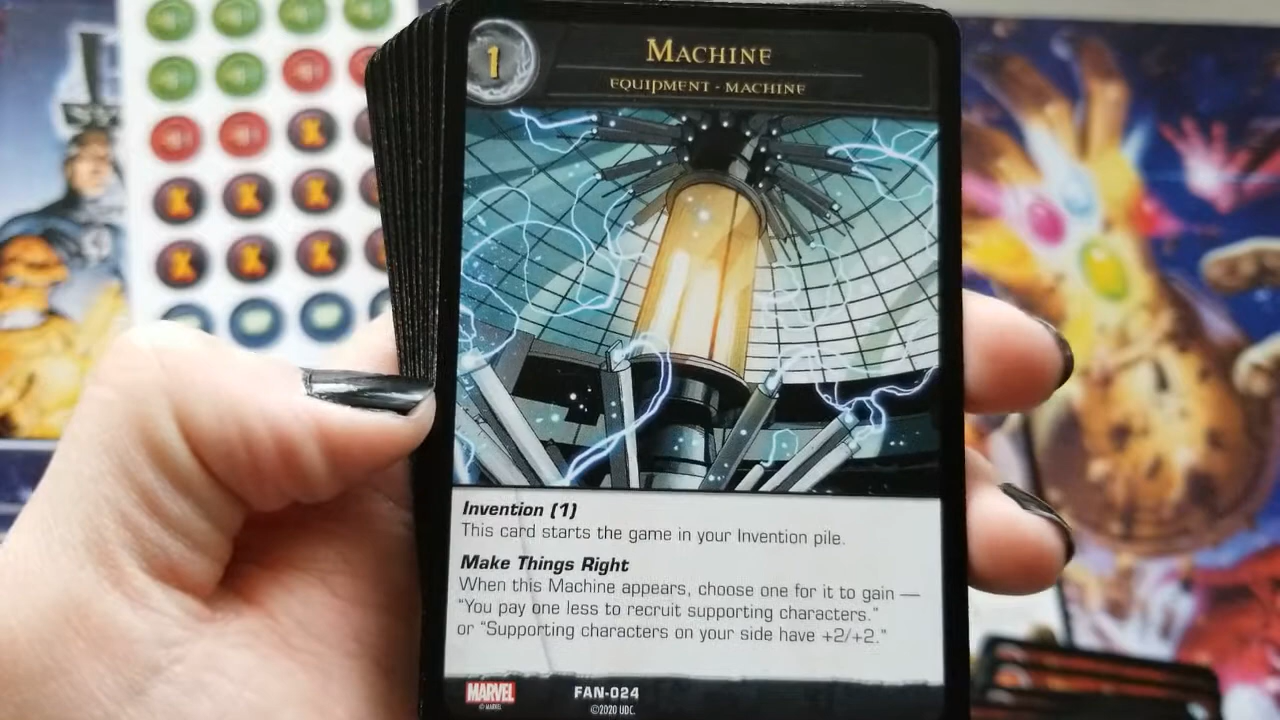 1
MACHINE
EQUIPMENT - MACHINE
Invention (1)
This card starts the game in your Invention pile.
Make Things Right
When this Machine appears, choose one for it to gain —
"You pay one less to recruit supporting characters."
or "Supporting characters on your side have +2/+2."
MARVEL
© MARVEL
FAN-024
©2020 UDC.